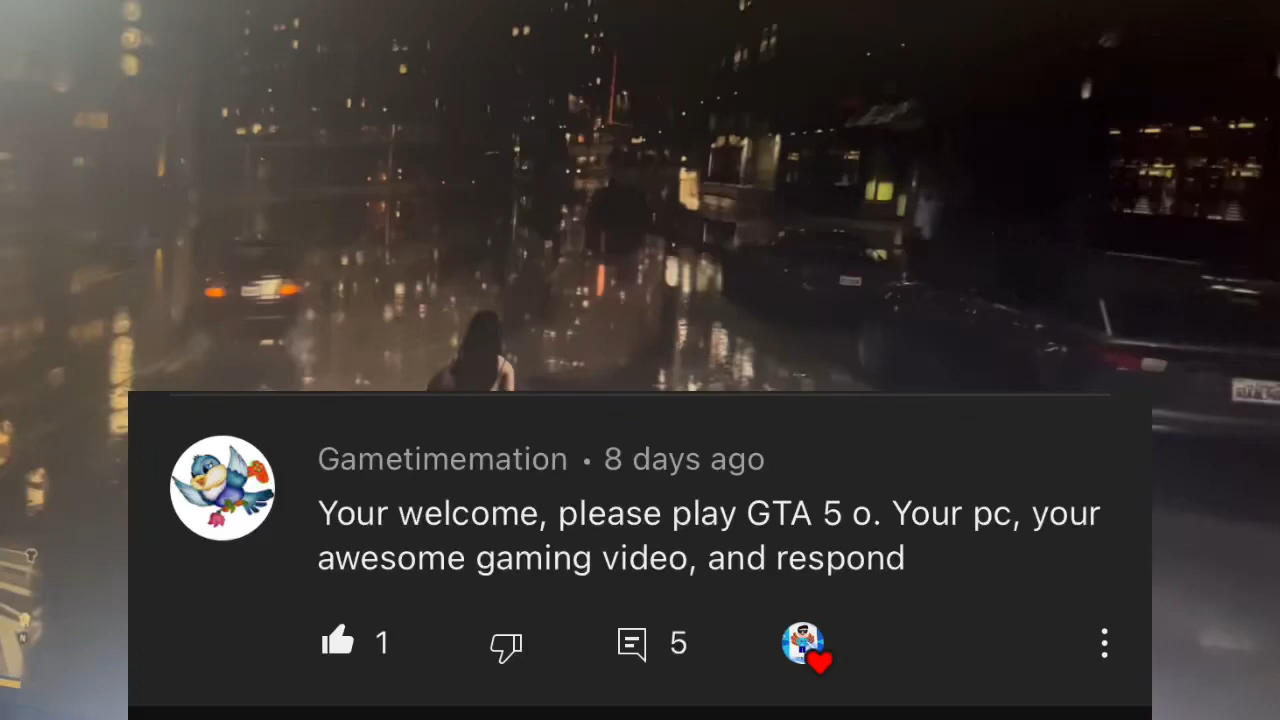 Gametimemation • 8 days ago
Your welcome, please play GTA 5 o. Your pc, your
awesome gaming video, and respond
1
5
N